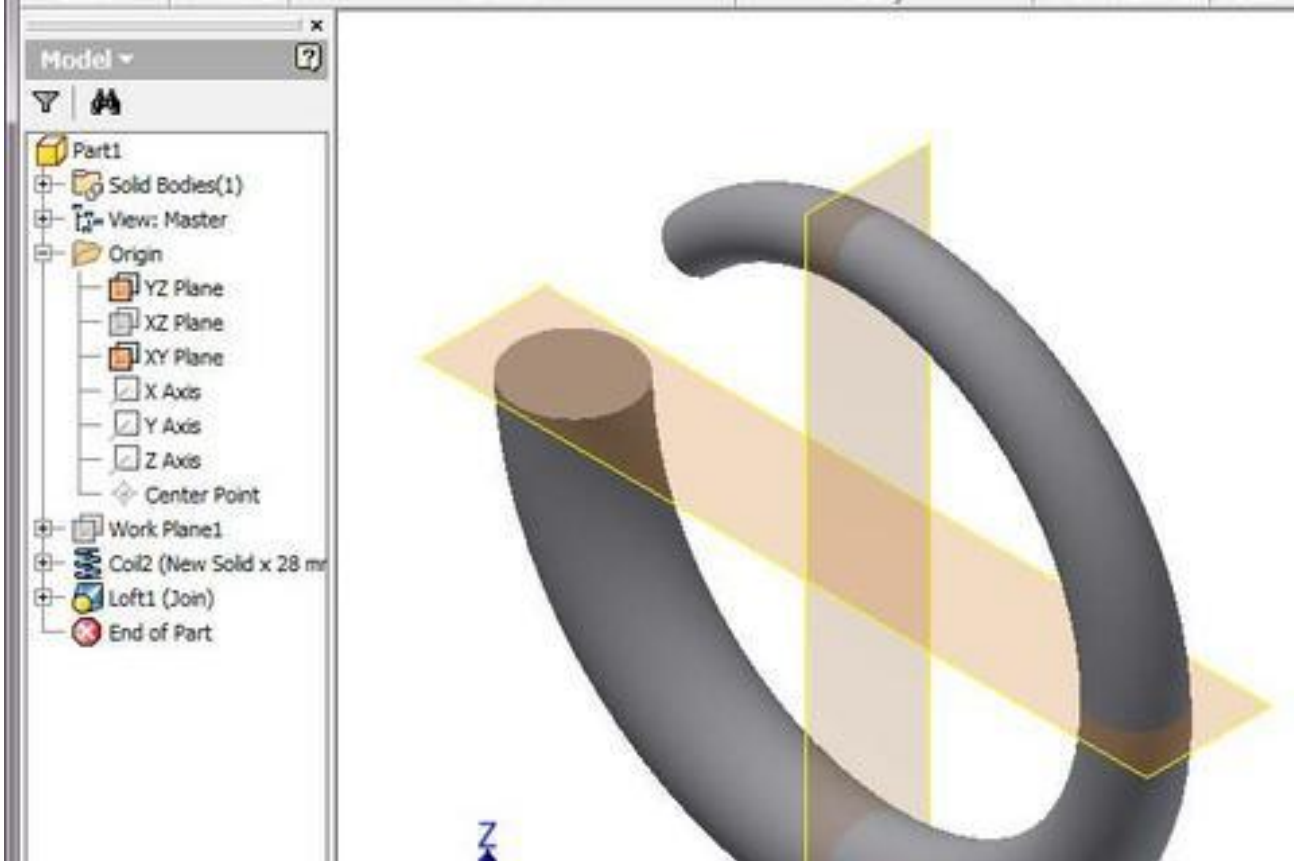 Model
Part1
Solid Bodies(1)
View: Master
Origin
YZ Plane
XZ Plane
XY Plane
X Axis
Y Axis
Z Axis
Center Point
Work Plane1
Coil2 (New Solid x 28 mr
Loft1 (Join)
End of Part
Z